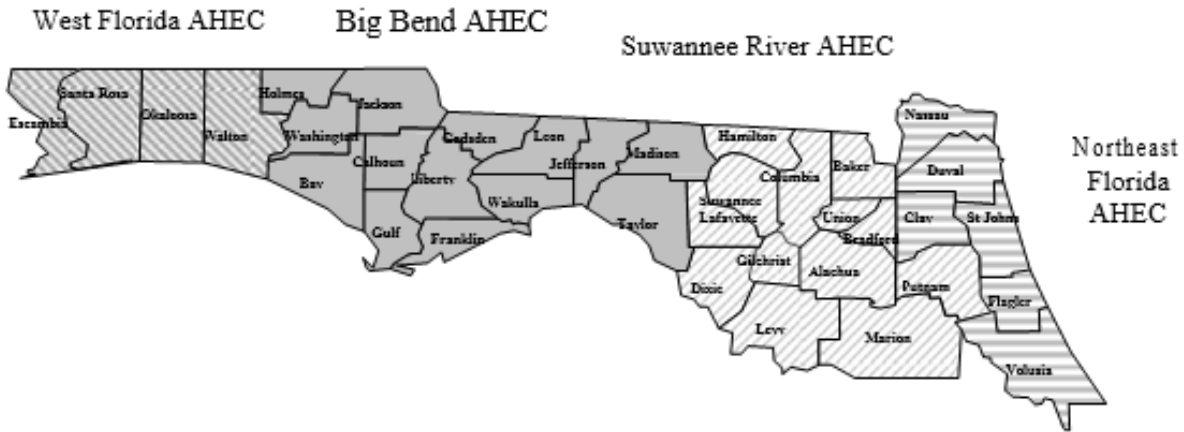 West Florida AHEC
Big Bend AHEC
Suwannee River AHEC
Northeast
Florida
AHEC
Escambia
Santa Rosa
Okaloosa
Walton
Holmes
Washington
Jackson
Bay
Calhoun
Gulf
Liberty
Gadsden
Franklin
Leon
Wakulla
Jefferson
Madison
Taylor
Hamilton
Suwannee
Lafayette
Columbia
Baker
Union
Bradford
Gilchrist
Dixie
Alachua
Levy
Marion
Putnam
Nassau
Duval
Clay
St Johns
Flagler
Volusia